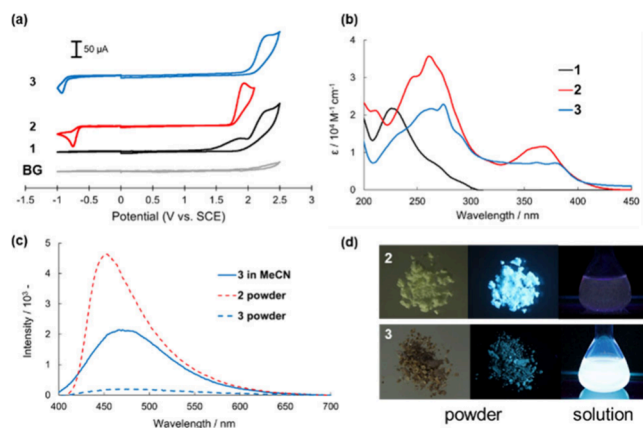 (a)
50 µA
3
2
1
BG
-1.5 -1 -0.5 0 0.5 1 1.5 2 2.5 3
Potential (V vs. SCE)
(b)
ε / 10⁴ M⁻¹ cm⁻¹
4
3
2
1
0
200 250 300 350 400 450
Wavelength / nm
1
2
3
(c)
Intensity / 10³ -
5
4
3
2
1
0
400 450 500 550 600 650 700
Wavelength / nm
3 in MeCN
2 powder
3 powder
(d)
2
3
powder solution